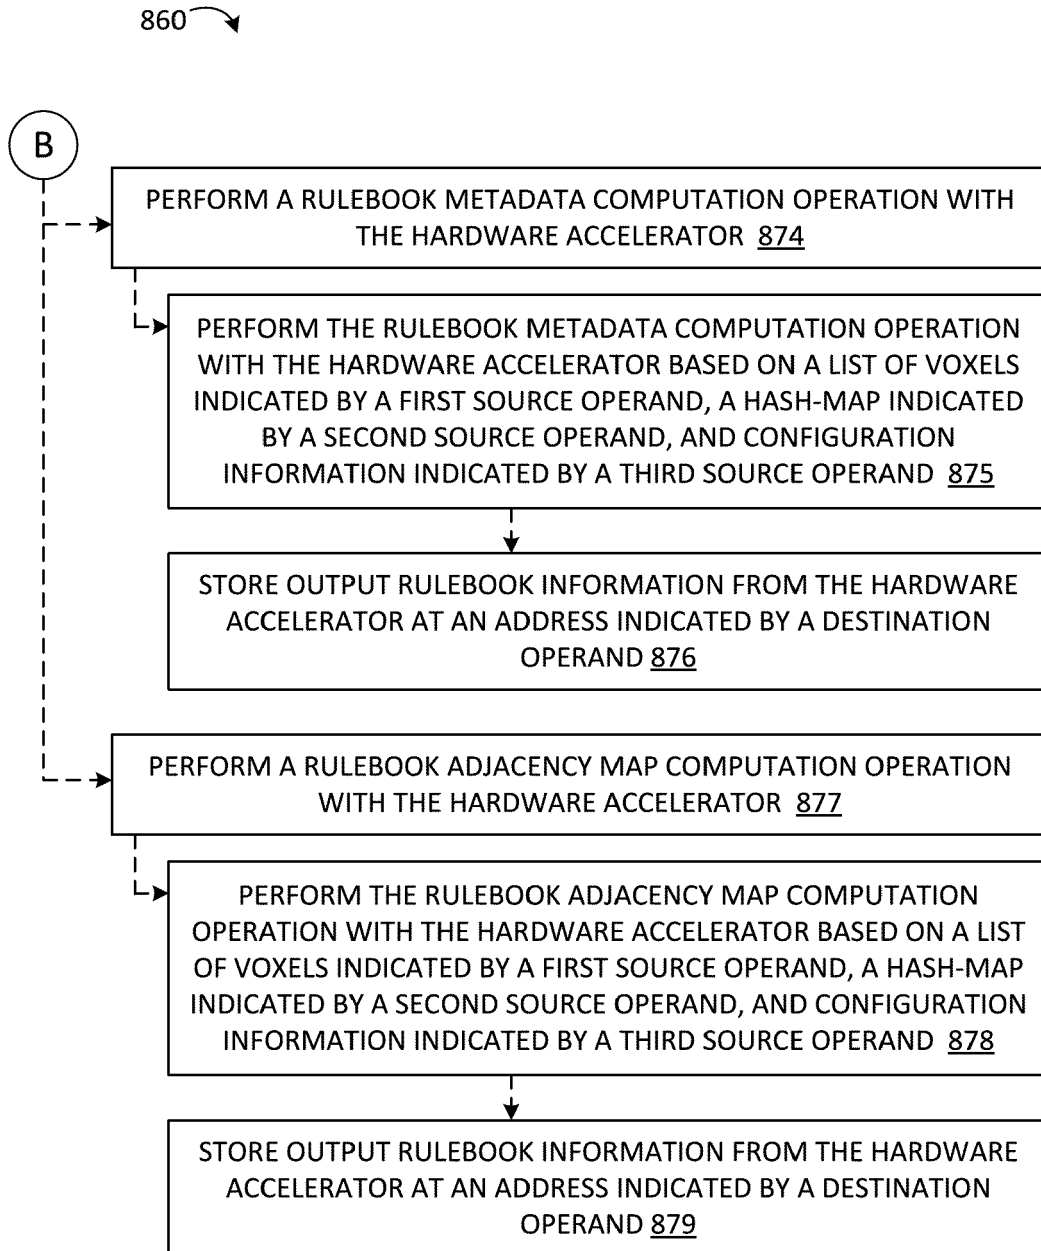 860
B
PERFORM A RULEBOOK METADATA COMPUTATION OPERATION WITH
THE HARDWARE ACCELERATOR 874
PERFORM THE RULEBOOK METADATA COMPUTATION OPERATION
WITH THE HARDWARE ACCELERATOR BASED ON A LIST OF VOXELS
INDICATED BY A FIRST SOURCE OPERAND, A HASH-MAP INDICATED
BY A SECOND SOURCE OPERAND, AND CONFIGURATION
INFORMATION INDICATED BY A THIRD SOURCE OPERAND 875
STORE OUTPUT RULEBOOK INFORMATION FROM THE HARDWARE
ACCELERATOR AT AN ADDRESS INDICATED BY A DESTINATION
OPERAND 876
PERFORM A RULEBOOK ADJACENCY MAP COMPUTATION OPERATION
WITH THE HARDWARE ACCELERATOR 877
PERFORM THE RULEBOOK ADJACENCY MAP COMPUTATION
OPERATION WITH THE HARDWARE ACCELERATOR BASED ON A LIST
OF VOXELS INDICATED BY A FIRST SOURCE OPERAND, A HASH-MAP
INDICATED BY A SECOND SOURCE OPERAND, AND CONFIGURATION
INFORMATION INDICATED BY A THIRD SOURCE OPERAND 878
STORE OUTPUT RULEBOOK INFORMATION FROM THE HARDWARE
ACCELERATOR AT AN ADDRESS INDICATED BY A DESTINATION
OPERAND 879